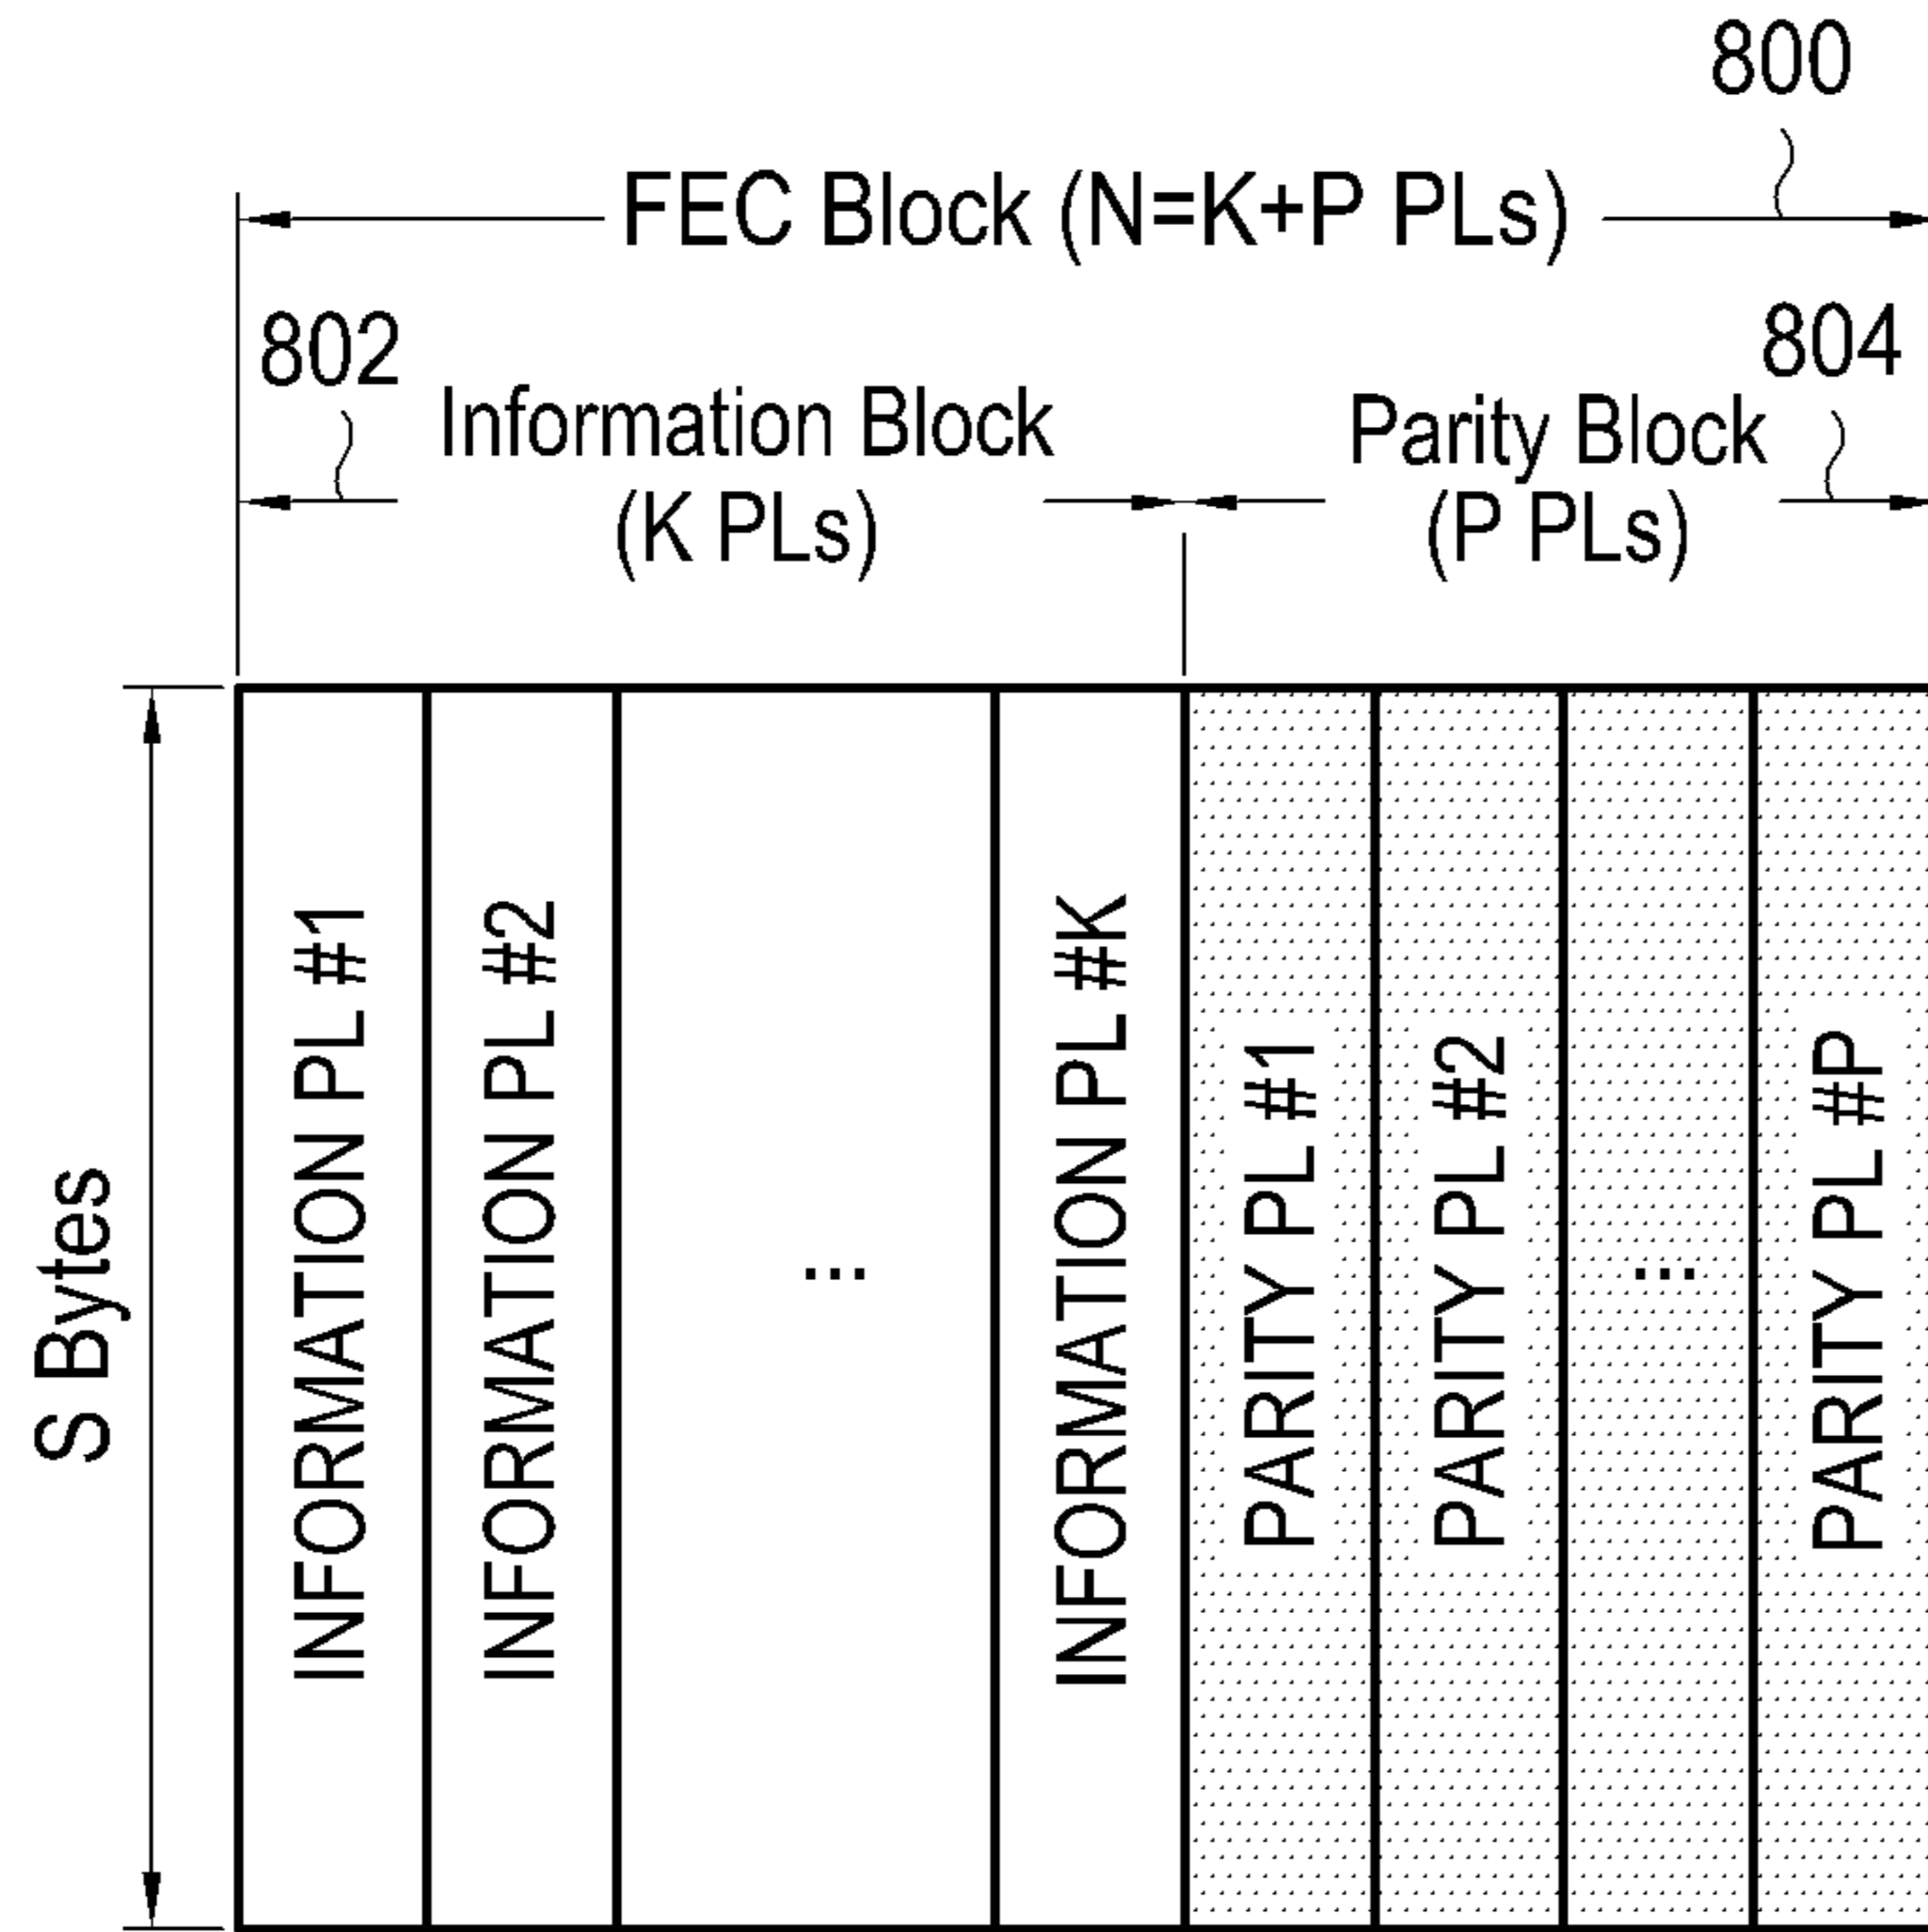 800
FEC Block (N=K+P PLs)
802
804
Information Block
(K PLs)
Parity Block
(P PLs)
S Bytes
INFORMATION PL #1
INFORMATION PL #2
...
INFORMATION PL #K
PARITY PL #1
PARITY PL #2
...
PARITY PL #P